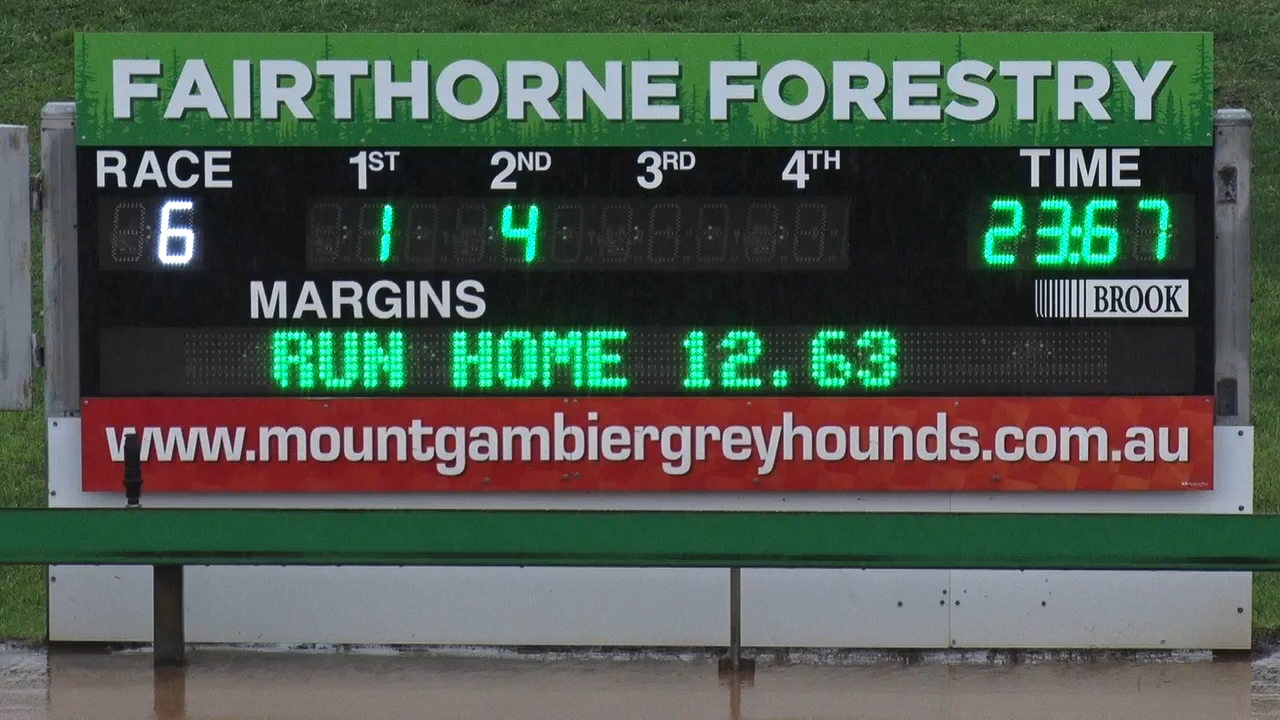 FAIRTHORNE FORESTRY
RACE 1ST 2ND 3RD 4TH TIME
6 1 4 23:67
MARGINS BROOK
RUN HOME 12.63
www.mountgambiergreyhounds.com.au